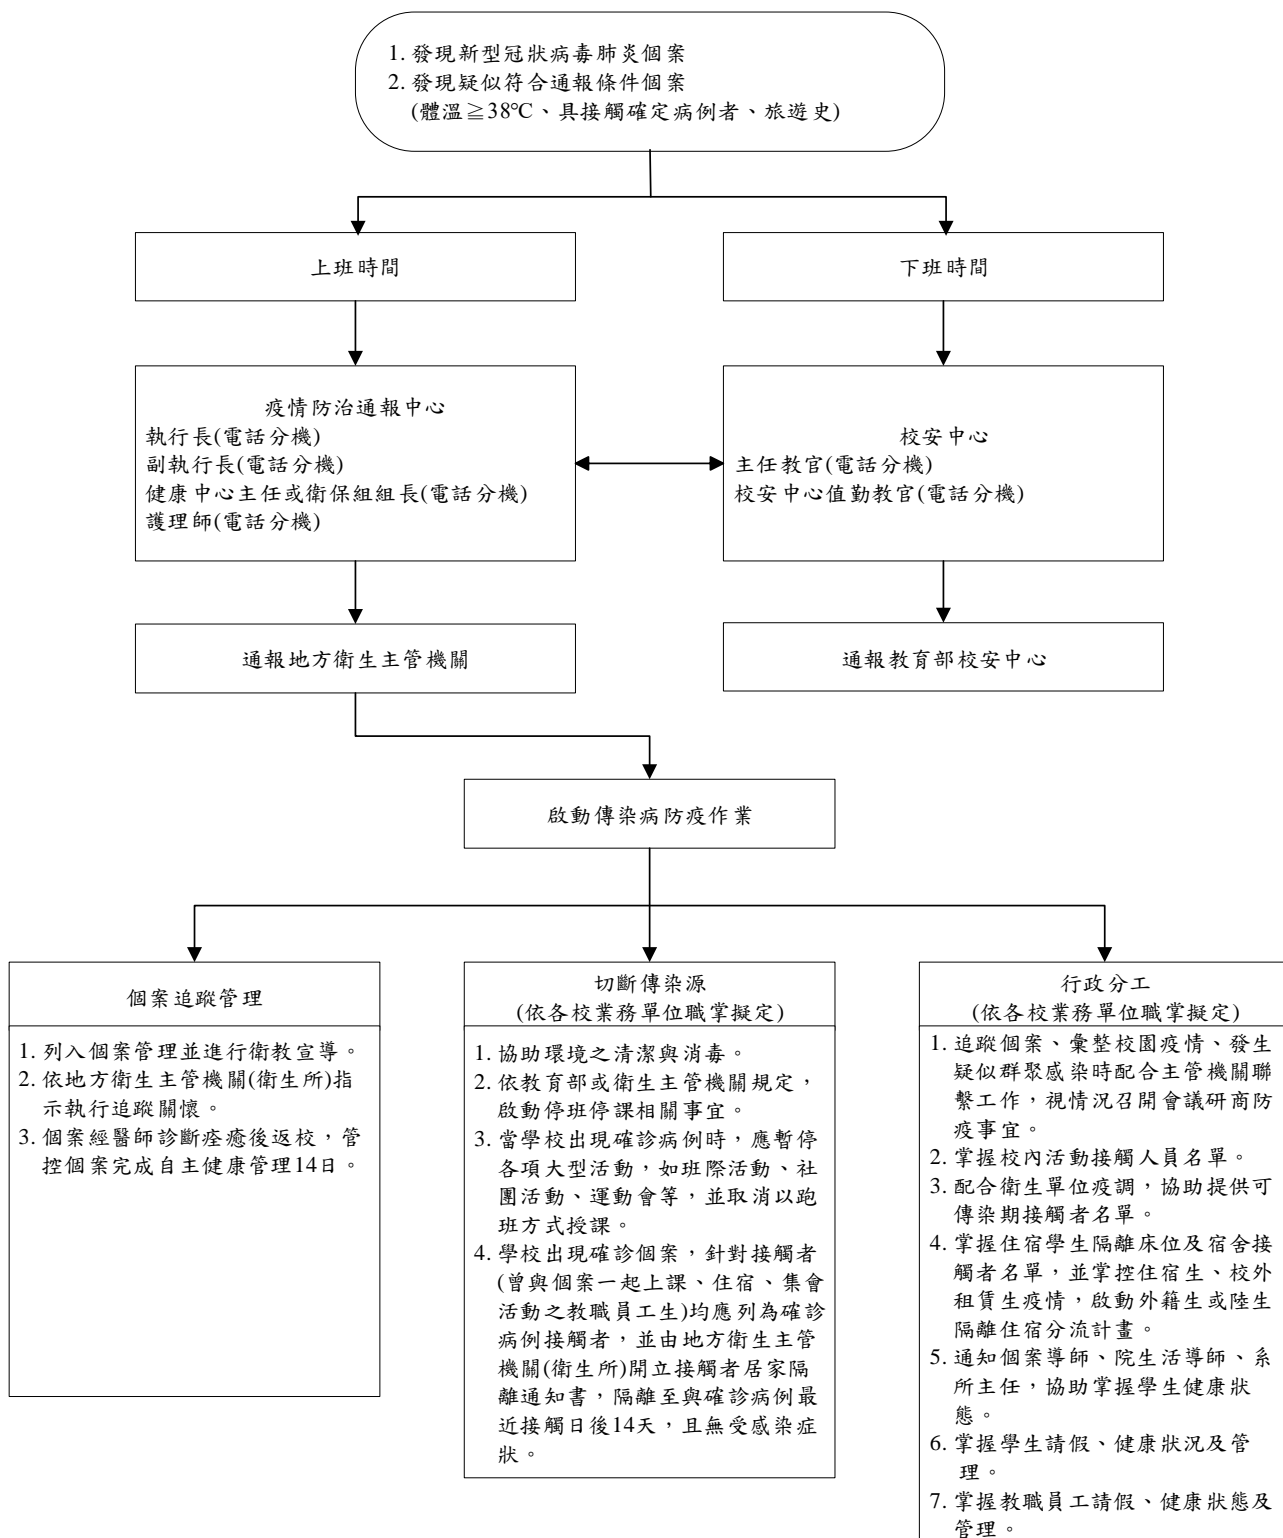 1. 發現新型冠狀病毒肺炎個案
2. 發現疑似符合通報條件個案
(體溫≧38℃、具接觸確定病例者、旅遊史)
上班時間
下班時間
疫情防治通報中心
執行長(電話分機)
副執行長(電話分機)
健康中心主任或衛保組組長(電話分機)
護理師(電話分機)
校安中心
主任教官(電話分機)
校安中心值勤教官(電話分機)
通報地方衛生主管機關
通報教育部校安中心
啟動傳染病防疫作業
個案追蹤管理
1. 列入個案管理並進行衛教宣導。
2. 依地方衛生主管機關(衛生所)指
示執行追蹤關懷。
3. 個案經醫師診斷痊癒後返校，管
控個案完成自主健康管理14日。
切斷傳染源
(依各校業務單位職掌擬定)
1. 協助環境之清潔與消毒。
2. 依教育部或衛生主管機關規定，
啟動停班停課相關事宜。
3. 當學校出現確診病例時，應暫停
各項大型活動，如班際活動、社
團活動、運動會等，並取消以跑
班方式授課。
4. 學校出現確診個案，針對接觸者
(曾與個案一起上課、住宿、集會
活動之教職員工生)均應列為確診
病例接觸者，並由地方衛生主管
機關(衛生所)開立接觸者居家隔
離通知書，隔離至與確診病例最
近接觸日後14天，且無受感染症
狀。
行政分工
(依各校業務單位職掌擬定)
1. 追蹤個案、彙整校園疫情、發生
疑似群聚感染時配合主管機關聯
繫工作，視情況召開會議研商防
疫事宜。
2. 掌握校內活動接觸人員名單。
3. 配合衛生單位疫調，協助提供可
傳染期接觸者名單。
4. 掌握住宿學生隔離床位及宿舍接
觸者名單，並掌控住宿生、校外
租賃生疫情，啟動外籍生或陸生
隔離住宿分流計畫。
5. 通知個案導師、院生活導師、系
所主任，協助掌握學生健康狀
態。
6. 掌握學生請假、健康狀況及管
理。
7. 掌握教職員工請假、健康狀態及
管理。